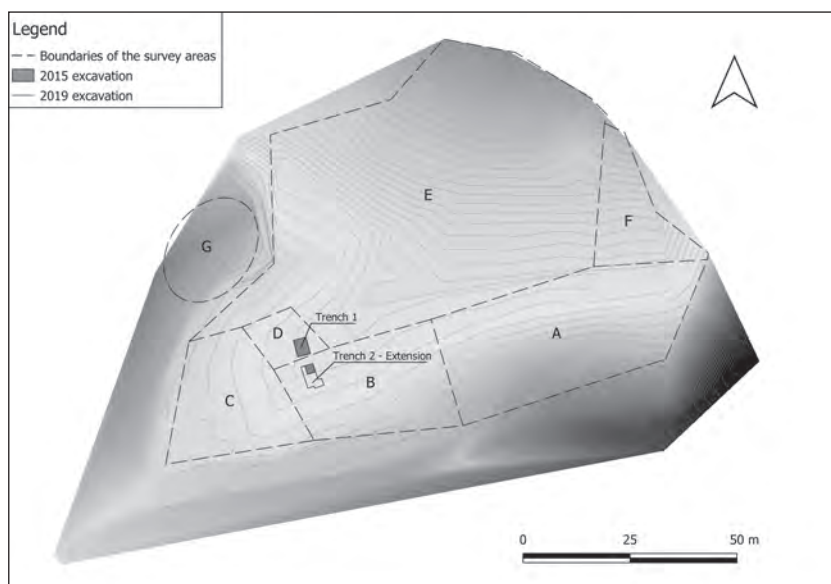 Legend
Boundaries of the survey areas
2015 excavation
2019 excavation
E
F
G
Trench 1
D
A
Trench 2 - Extension
B
C
0 25 50 m